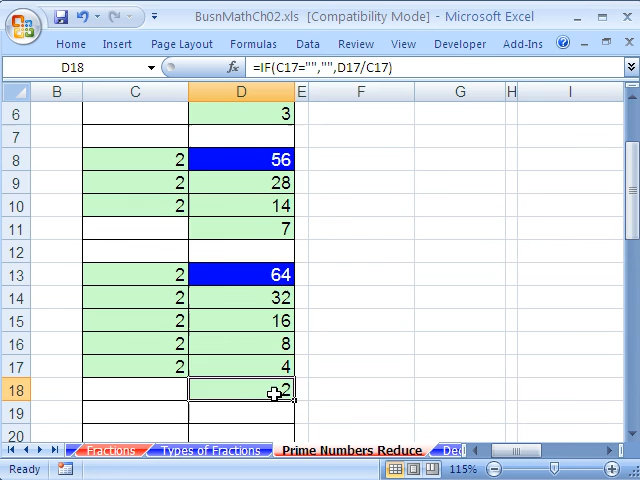 BusnMathCh02.xls [Compatibility Mode] - Microsoft Excel
Home Insert Page Layout Formulas Data Review View Developer Add-Ins
D18 fx =IF(C17="","",D17/C17)
B C D E F G H I
6 3
7
8 2 56
9 2 28
10 2 14
11 7
12
13 2 64
14 2 32
15 2 16
16 2 8
17 2 4
18 2
19
20
Fractions Types of Fractions Prime Numbers Reduce Dec
Ready 115%